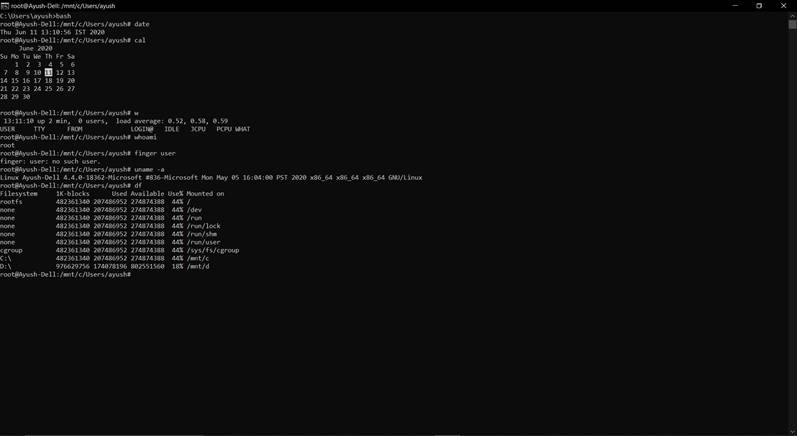 root@Ayush-Dell: /mnt/c/Users/ayush
C:\Users\ayush>bash
root@Ayush-Dell:/mnt/c/Users/ayush# date
Thu Jun 11 13:10:56 IST 2020
root@Ayush-Dell:/mnt/c/Users/ayush# cal
     June 2020
Su Mo Tu We Th Fr Sa
    1  2  3  4  5  6
 7  8  9 10 11 12 13
14 15 16 17 18 19 20
21 22 23 24 25 26 27
28 29 30
root@Ayush-Dell:/mnt/c/Users/ayush# w
 13:11:10 up 2 min,  0 users,  load average: 0.52, 0.58, 0.59
USER     TTY      FROM             LOGIN@   IDLE   JCPU   PCPU WHAT
root@Ayush-Dell:/mnt/c/Users/ayush# whoami
root
root@Ayush-Dell:/mnt/c/Users/ayush# finger user
finger: user: no such user.
root@Ayush-Dell:/mnt/c/Users/ayush# uname -a
Linux Ayush-Dell 4.4.0-18362-Microsoft #836-Microsoft Mon May 05 16:04:00 PST 2020 x86_64 x86_64 x86_64 GNU/Linux
root@Ayush-Dell:/mnt/c/Users/ayush# df
Filesystem     1K-blocks      Used Available Use% Mounted on
rootfs         482361340 207486952 274874388  44% /
none           482361340 207486952 274874388  44% /dev
none           482361340 207486952 274874388  44% /run
none           482361340 207486952 274874388  44% /run/lock
none           482361340 207486952 274874388  44% /run/shm
none           482361340 207486952 274874388  44% /run/user
cgroup         482361340 207486952 274874388  44% /sys/fs/cgroup
C:\            482361340 207486952 274874388  44% /mnt/c
D:\            976629756 174078196 802551560  18% /mnt/d
root@Ayush-Dell:/mnt/c/Users/ayush#